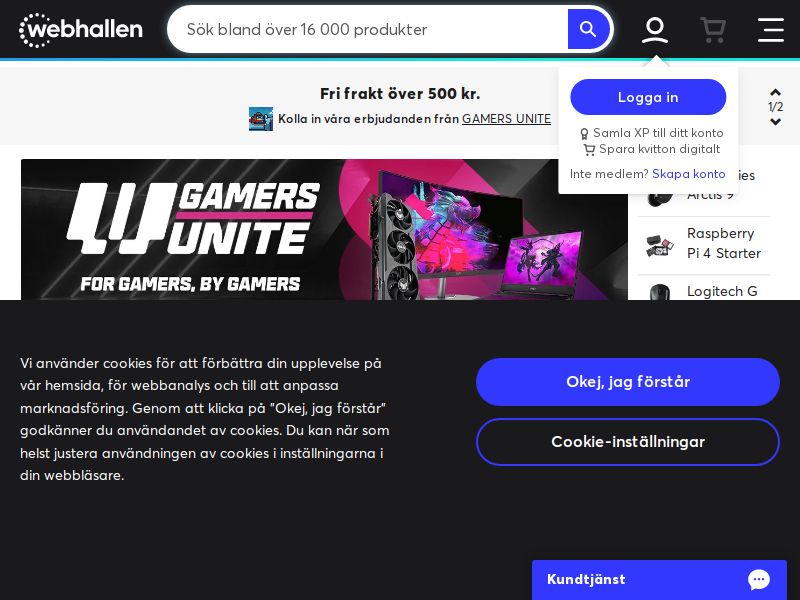 webhallen
Sök bland över 16 000 produkter
Fri frakt över 500 kr.
Kolla in våra erbjudanden från GAMERS UNITE
1/2
Logga in
Samla XP till ditt konto
Spara kvitton digitalt
Inte medlem? Skapa konto
GAMERS
UNITE
FOR GAMERS, BY GAMERS
Arctis 9
Raspberry
Pi 4 Starter
Logitech G
Vi använder cookies för att förbättra din upplevelse på
vår hemsida, för webbanalys och till att anpassa
marknadsföring. Genom att klicka på "Okej, jag förstår"
godkänner du användandet av cookies. Du kan när som
helst justera användningen av cookies i inställningarna i
din webbläsare.
Okej, jag förstår
Cookie-inställningar
Kundtjänst